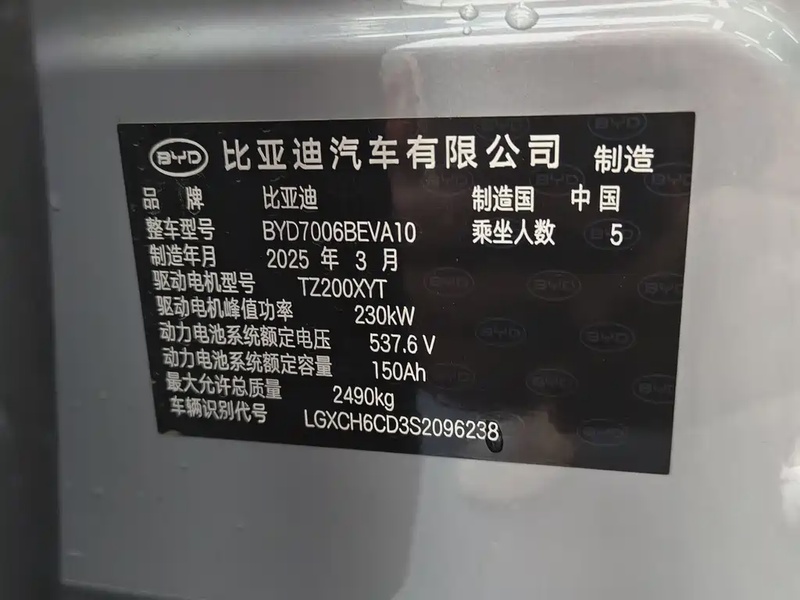 BYD 比亚迪汽车有限公司 制造
品牌 比亚迪 制造国 中国
整车型号 BYD7006BEVA10 乘坐人数 5
制造年月 2025 年 3 月
驱动电机型号 TZ200XYT
驱动电机峰值功率 230kW
动力电池系统额定电压 537.6 V
动力电池系统额定容量 150Ah
最大允许总质量 2490kg
车辆识别代号 LGXCH6CD3S2096238